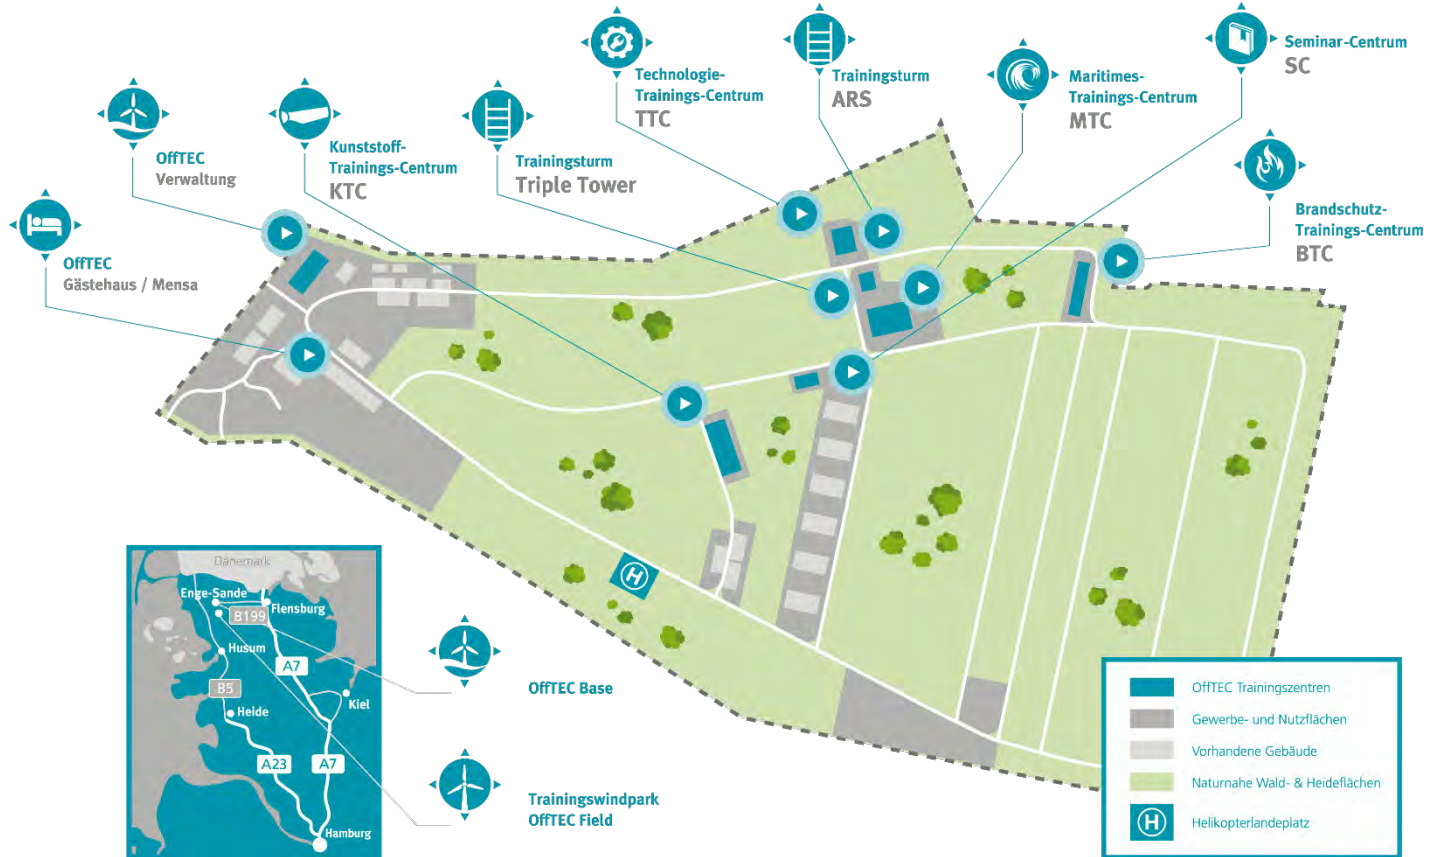 Technologie-
Trainings-Centrum
TTC
Trainingsturm
ARS
Maritimes-
Trainings-Centrum
MTC
Seminar-Centrum
SC
OffTEC
Verwaltung
Kunststoff-
Trainings-Centrum
KTC
Trainingsturm
Triple Tower
Brandschutz-
Trainings-Centrum
BTC
OffTEC
Gästehaus / Mensa
H
Dänemark
Enge-Sande
B199
Flensburg
Husum
A7
B5
Kiel
Heide
A23
A7
Hamburg
OffTEC Base
Trainingswindpark
OffTEC Field
OffTEC Trainingszentren
Gewerbe- und Nutzflächen
Vorhandene Gebäude
Naturnahe Wald- & Heideflächen
H
Helikopterlandeplatz